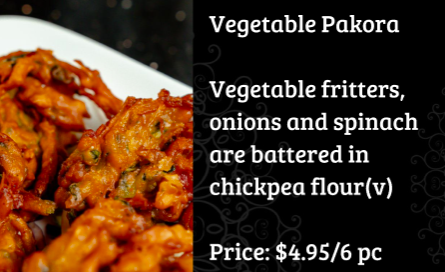 Vegetable Pakora
Vegetable fritters,
onions and spinach
are battered in
chickpea flour(v)
Price: $4.95/6 pc